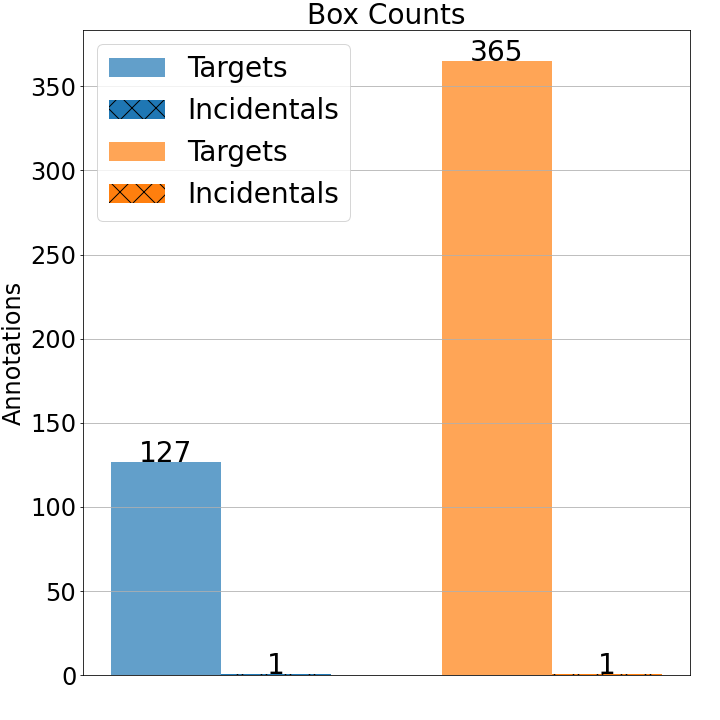 Box Counts
Annotations
350
300
250
200
150
100
50
0
Targets
Incidentals
Targets
Incidentals
127
1
365
1